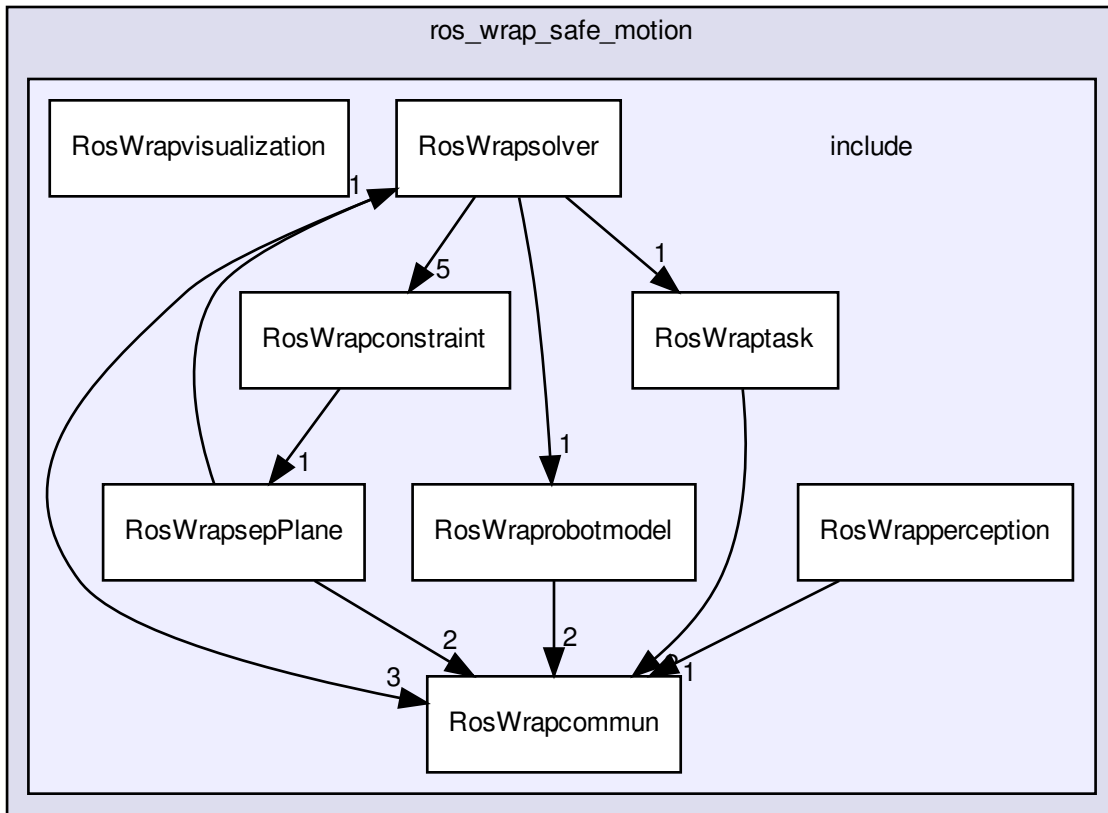 ros_wrap_safe_motion
RosWrapvisualization
RosWrapsolver
include
1
5
1
RosWrapconstraint
RosWraptask
1
1
RosWrapsepPlane
RosWraprobotmodel
RosWrapperception
2
2
3
1
RosWrapcommun